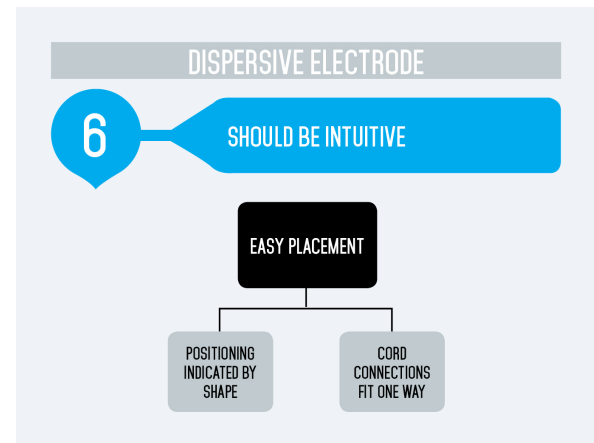 DISPERSIVE ELECTRODE
6
SHOULD BE INTUITIVE
EASY PLACEMENT
POSITIONING
INDICATED BY
SHAPE
CORD
CONNECTIONS
FIT ONE WAY